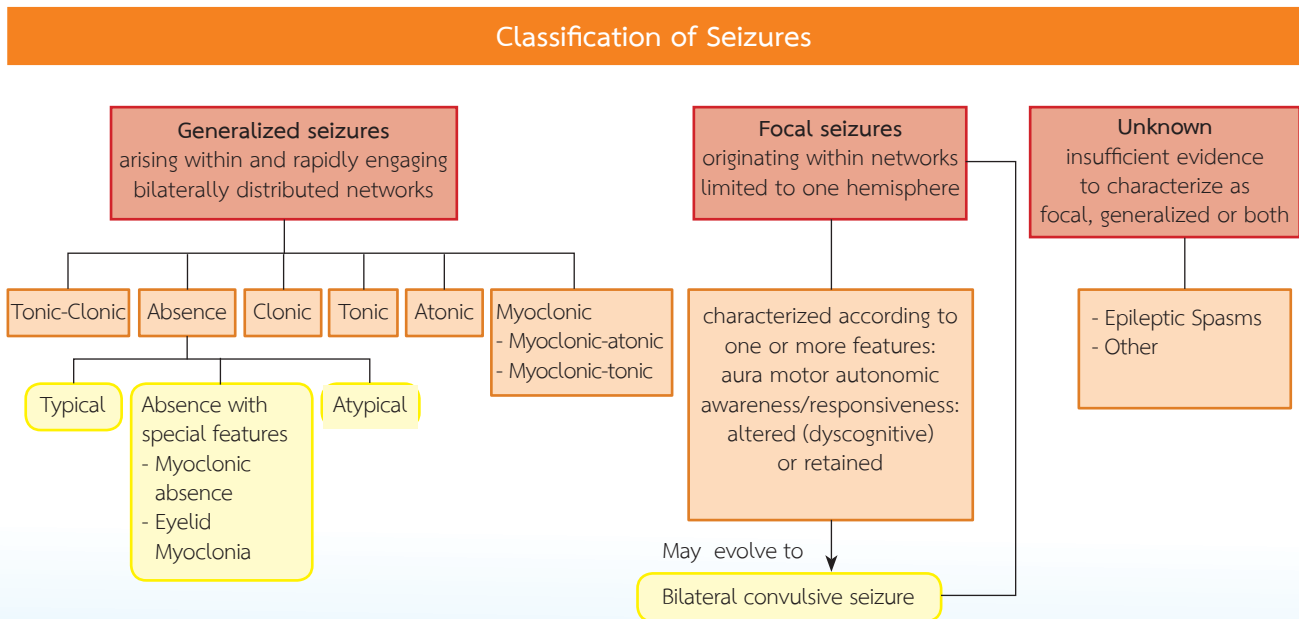 Classification of Seizures
Generalized seizures
arising within and rapidly engaging
bilaterally distributed networks
Focal seizures
originating within networks
limited to one hemisphere
Unknown
insufficient evidence
to characterize as
focal, generalized or both
Tonic-Clonic
Absence
Clonic
Tonic
Atonic
Myoclonic
- Myoclonic-atonic
- Myoclonic-tonic
Typical
Absence with
special features
- Myoclonic
absence
- Eyelid
Myoclonia
Atypical
characterized according to
one or more features:
aura motor autonomic
awareness/responsiveness:
altered (dyscognitive)
or retained
May evolve to
Bilateral convulsive seizure
- Epileptic Spasms
- Other